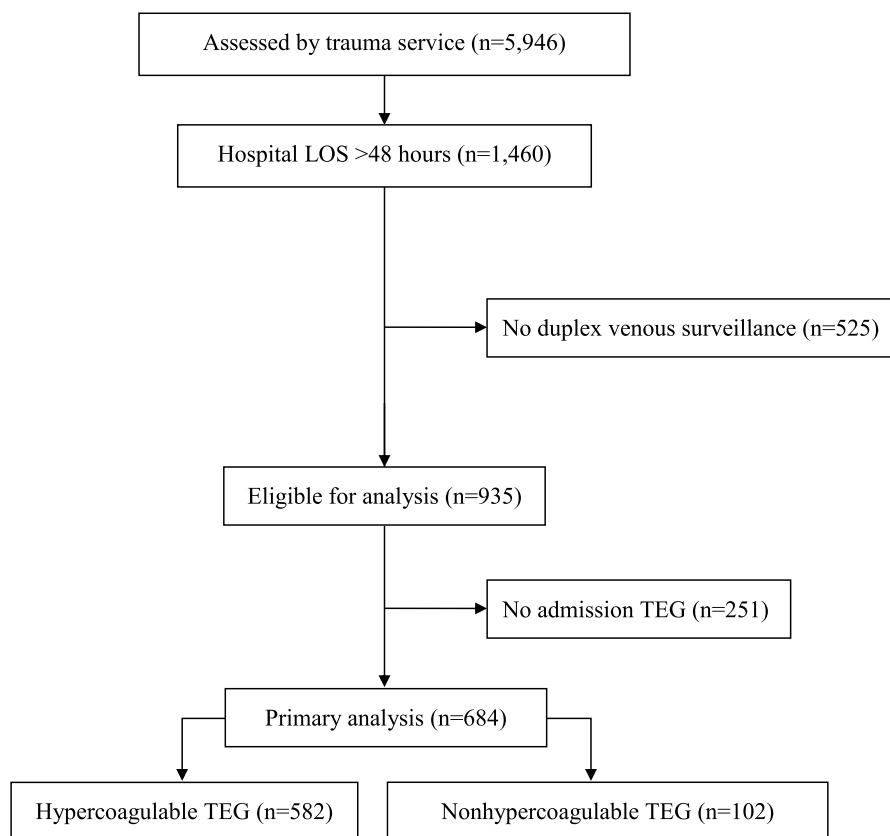 Assessed by trauma service (n=5,946)
Hospital LOS >48 hours (n=1,460)
No duplex venous surveillance (n=525)
Eligible for analysis (n=935)
No admission TEG (n=251)
Primary analysis (n=684)
Hypercoagulable TEG (n=582)
Nonhypercoagulable TEG (n=102)